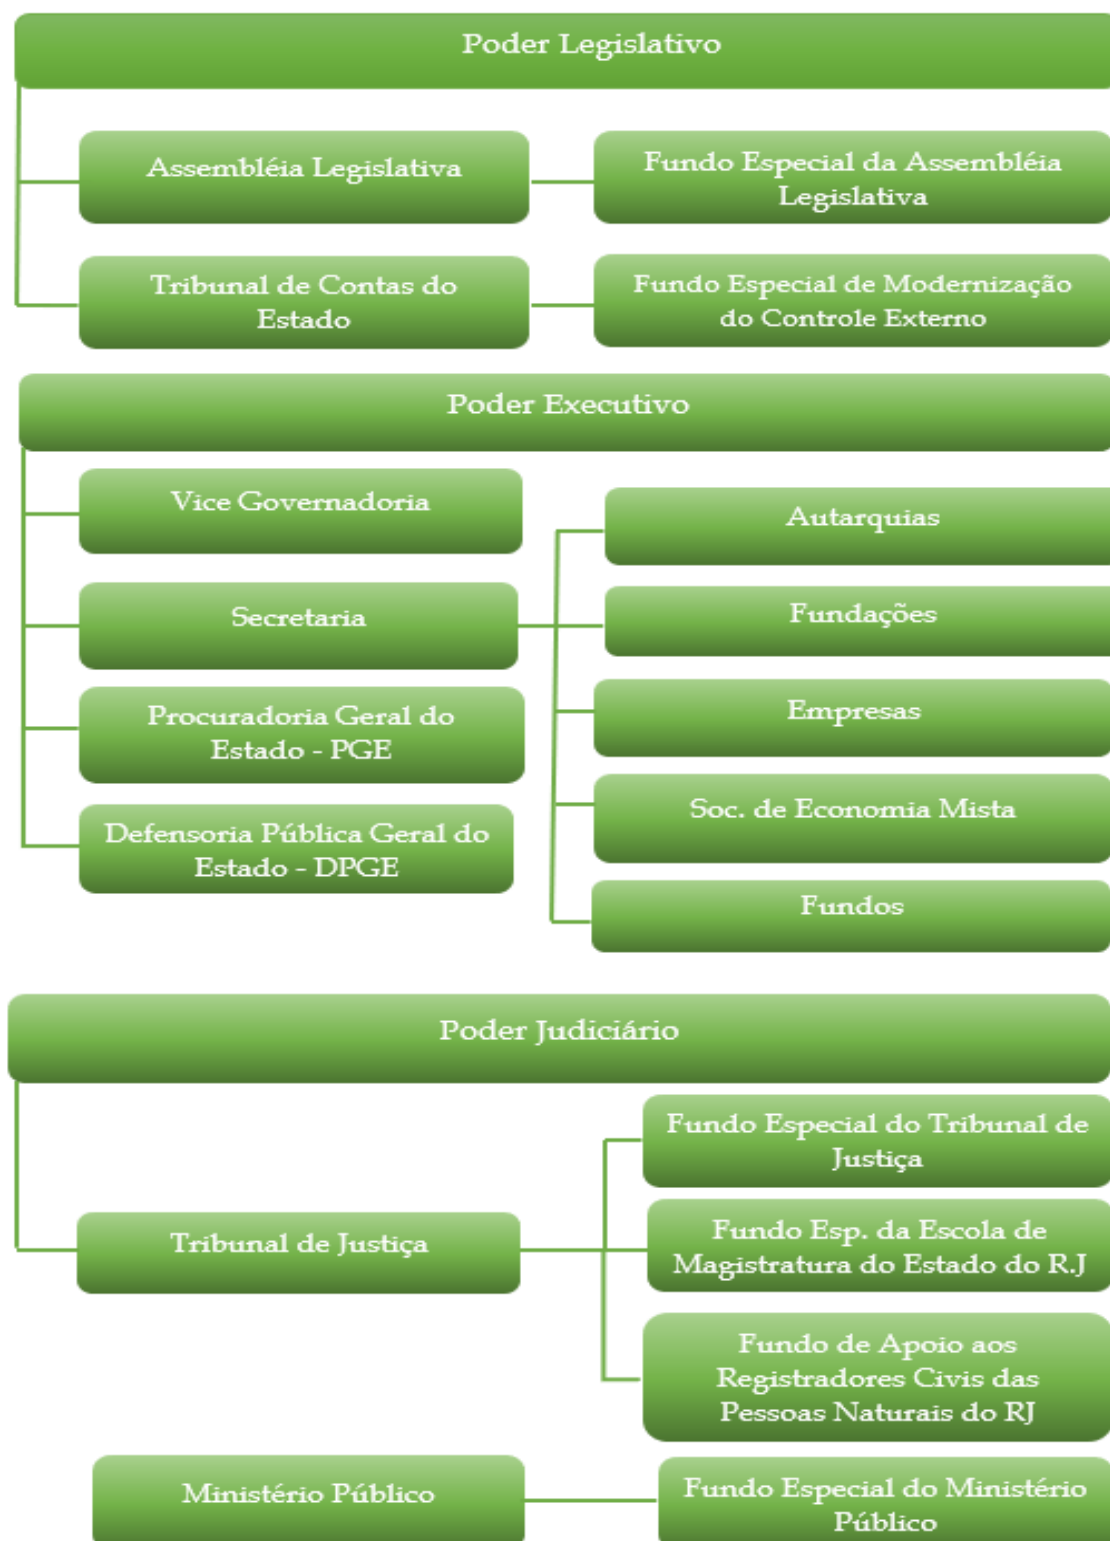 Poder Legislativo
Assembléia Legislativa
Fundo Especial da Assembléia
Legislativa
Tribunal de Contas do
Estado
Fundo Especial de Modernização
do Controle Externo
Poder Executivo
Vice Governadoria
Secretaria
Procuradoria Geral do
Estado - PGE
Defensoria Pública Geral do
Estado - DPGE
Autarquias
Fundações
Empresas
Soc. de Economia Mista
Fundos
Poder Judiciário
Tribunal de Justiça
Fundo Especial do Tribunal de
Justiça
Fundo Esp. da Escola de
Magistratura do Estado do R.J
Fundo de Apoio aos
Registradores Civis das
Pessoas Naturais do RJ
Ministério Público
Fundo Especial do Ministério
Público